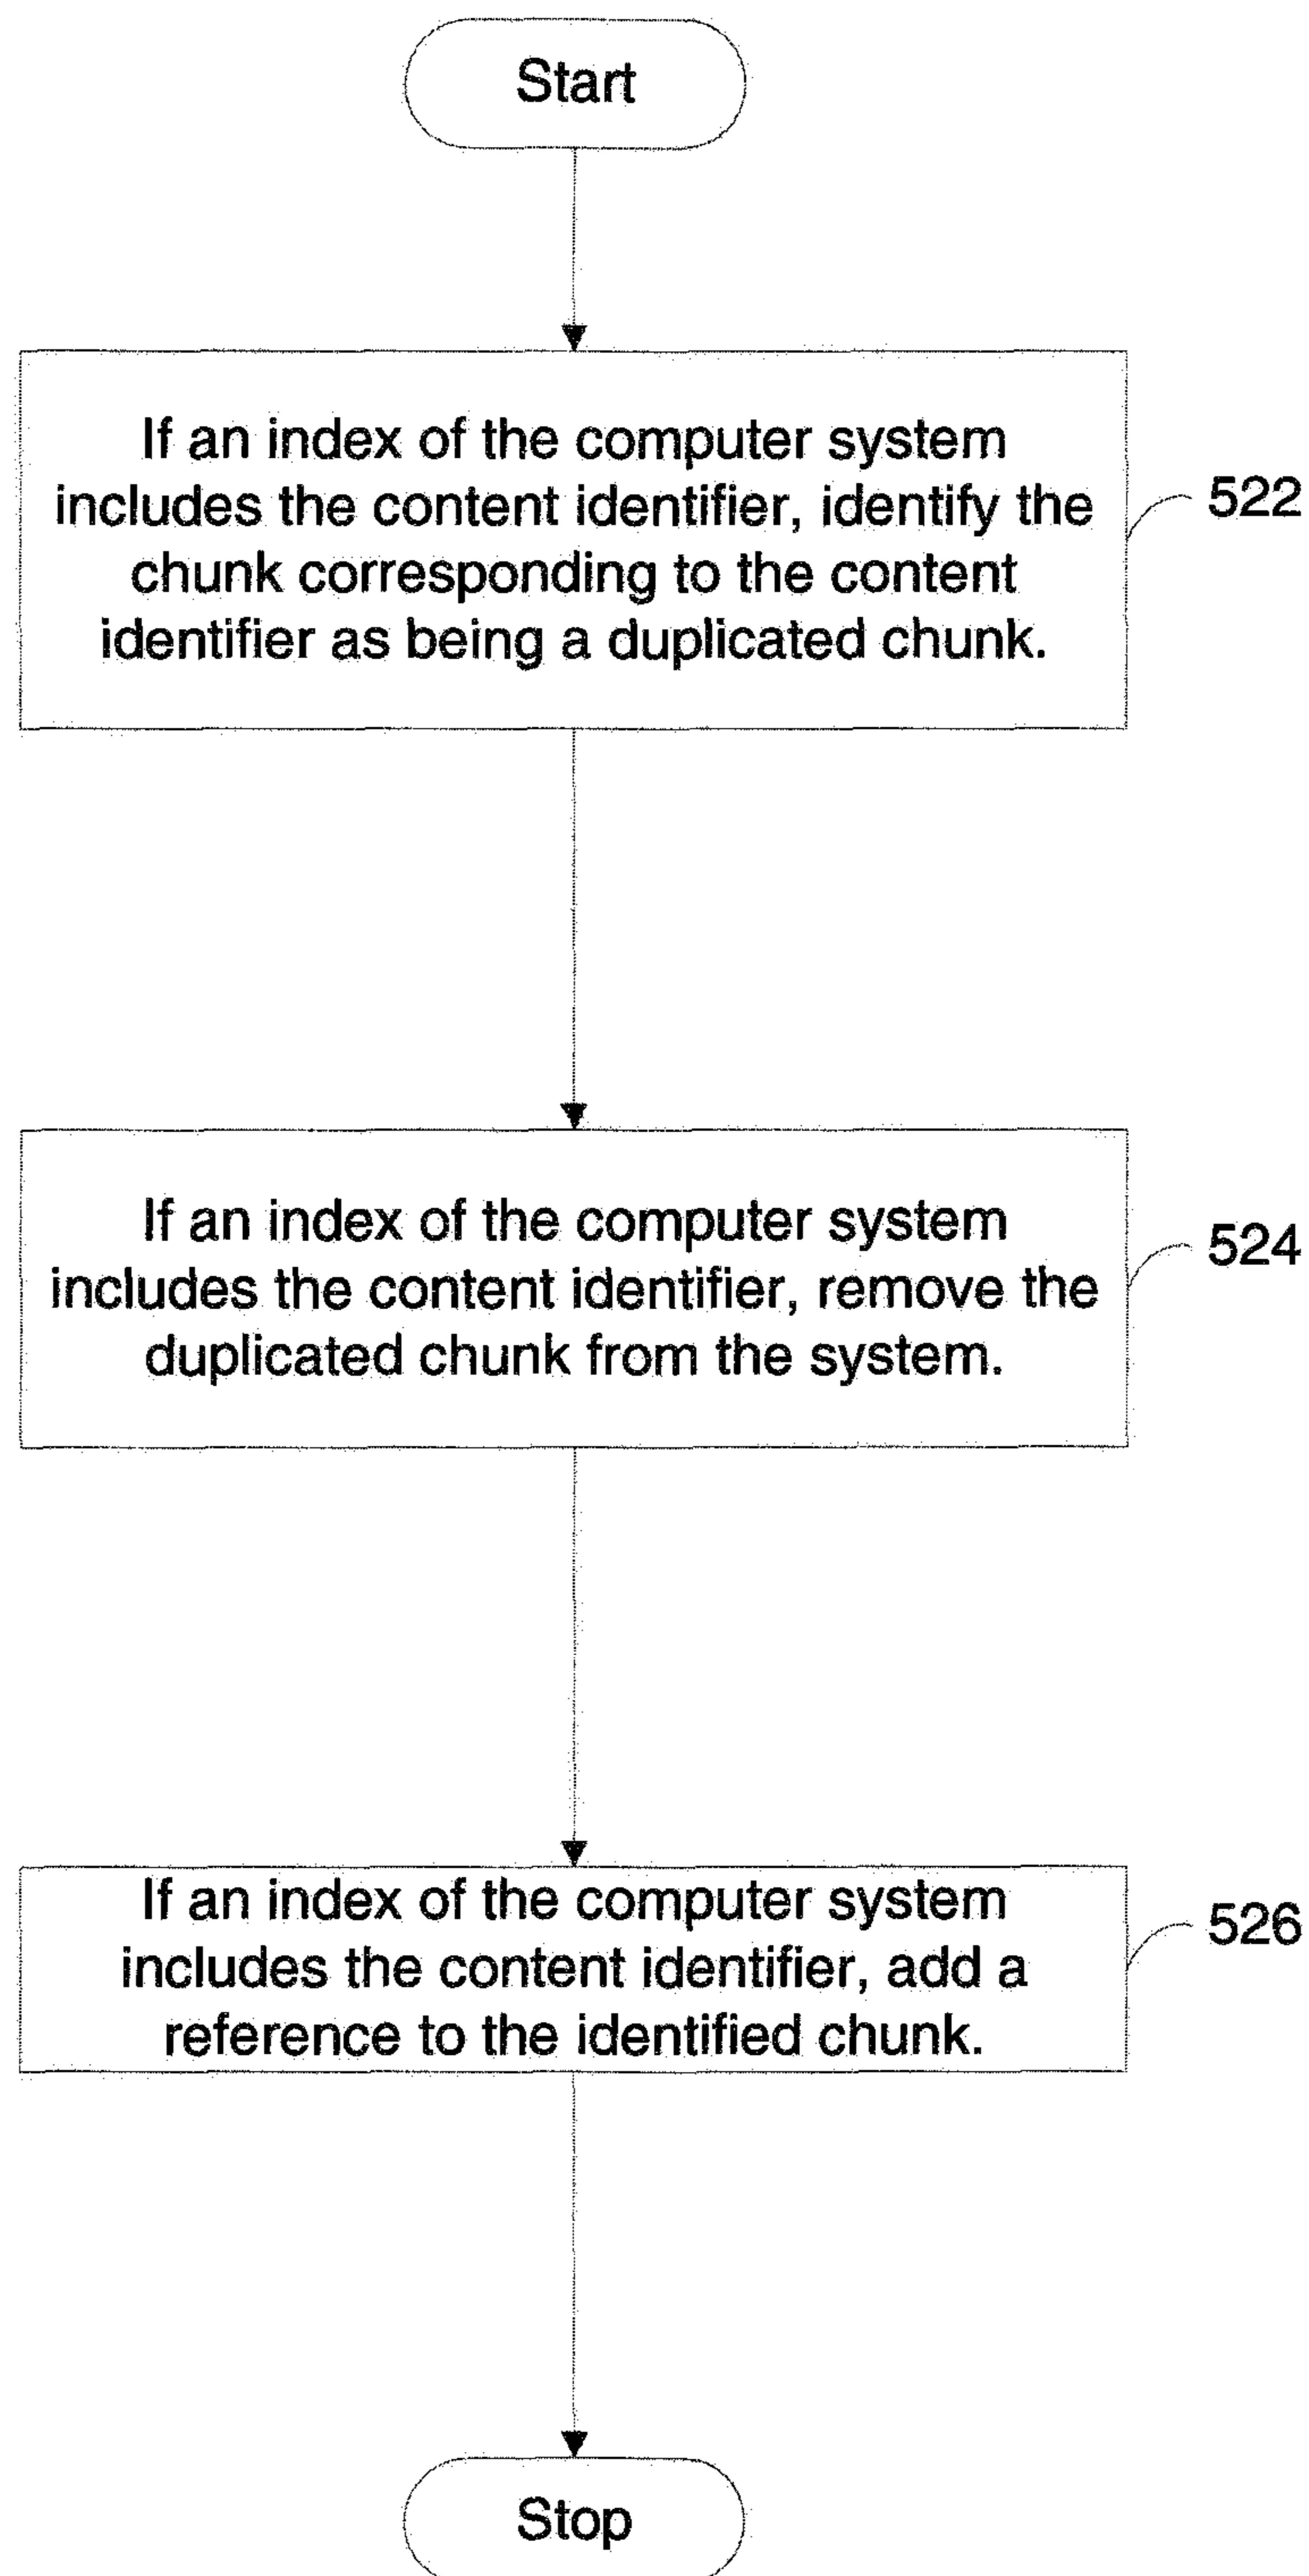 Start
If an index of the computer system
includes the content identifier, identify the
chunk corresponding to the content
identifier as being a duplicated chunk.
522
If an index of the computer system
includes the content identifier, remove the
duplicated chunk from the system.
524
If an index of the computer system
includes the content identifier, add a
reference to the identified chunk.
526
Stop